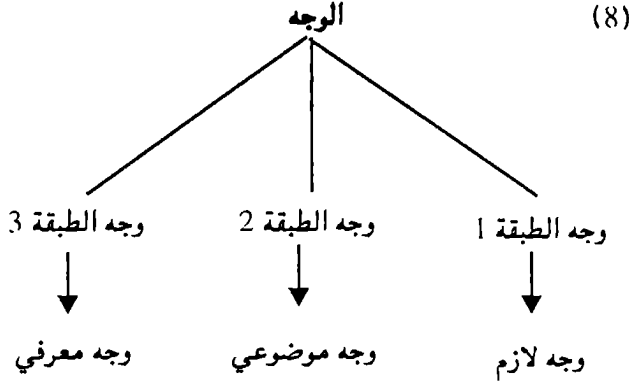 (8) الوجه
وجه الطبقة 1 وجه الطبقة 2 وجه الطبقة 3
وجه لازم وجه موضوعي وجه معرفي